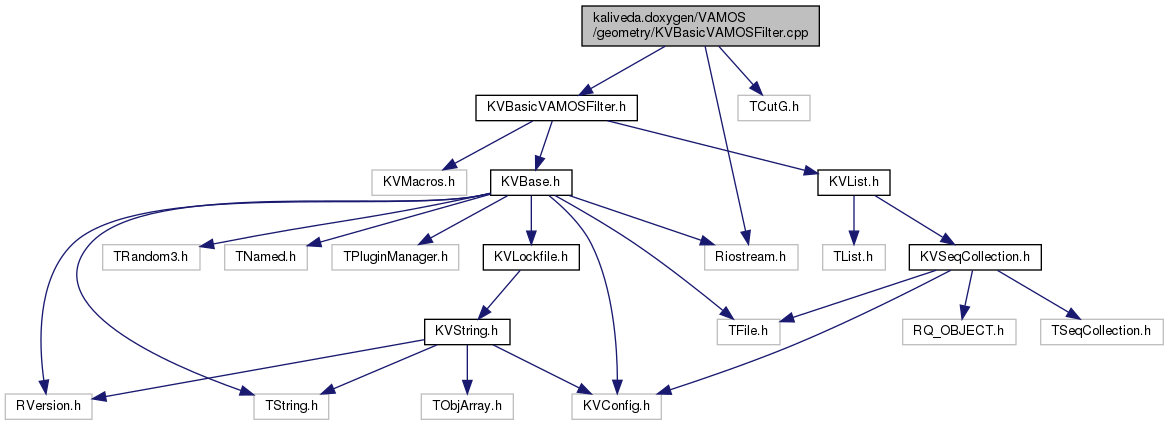 kaliveda.doxygen/VAMOS
/geometry/KVBasicVAMOSFilter.cpp
KVBasicVAMOSFilter.h
TCutG.h
KVMacros.h
KVBase.h
KVList.h
TRandom3.h
TNamed.h
TPluginManager.h
KVLockfile.h
Riostream.h
TList.h
KVSeqCollection.h
KVString.h
TFile.h
RQ_OBJECT.h
TSeqCollection.h
RVersion.h
TString.h
TObjArray.h
KVConfig.h